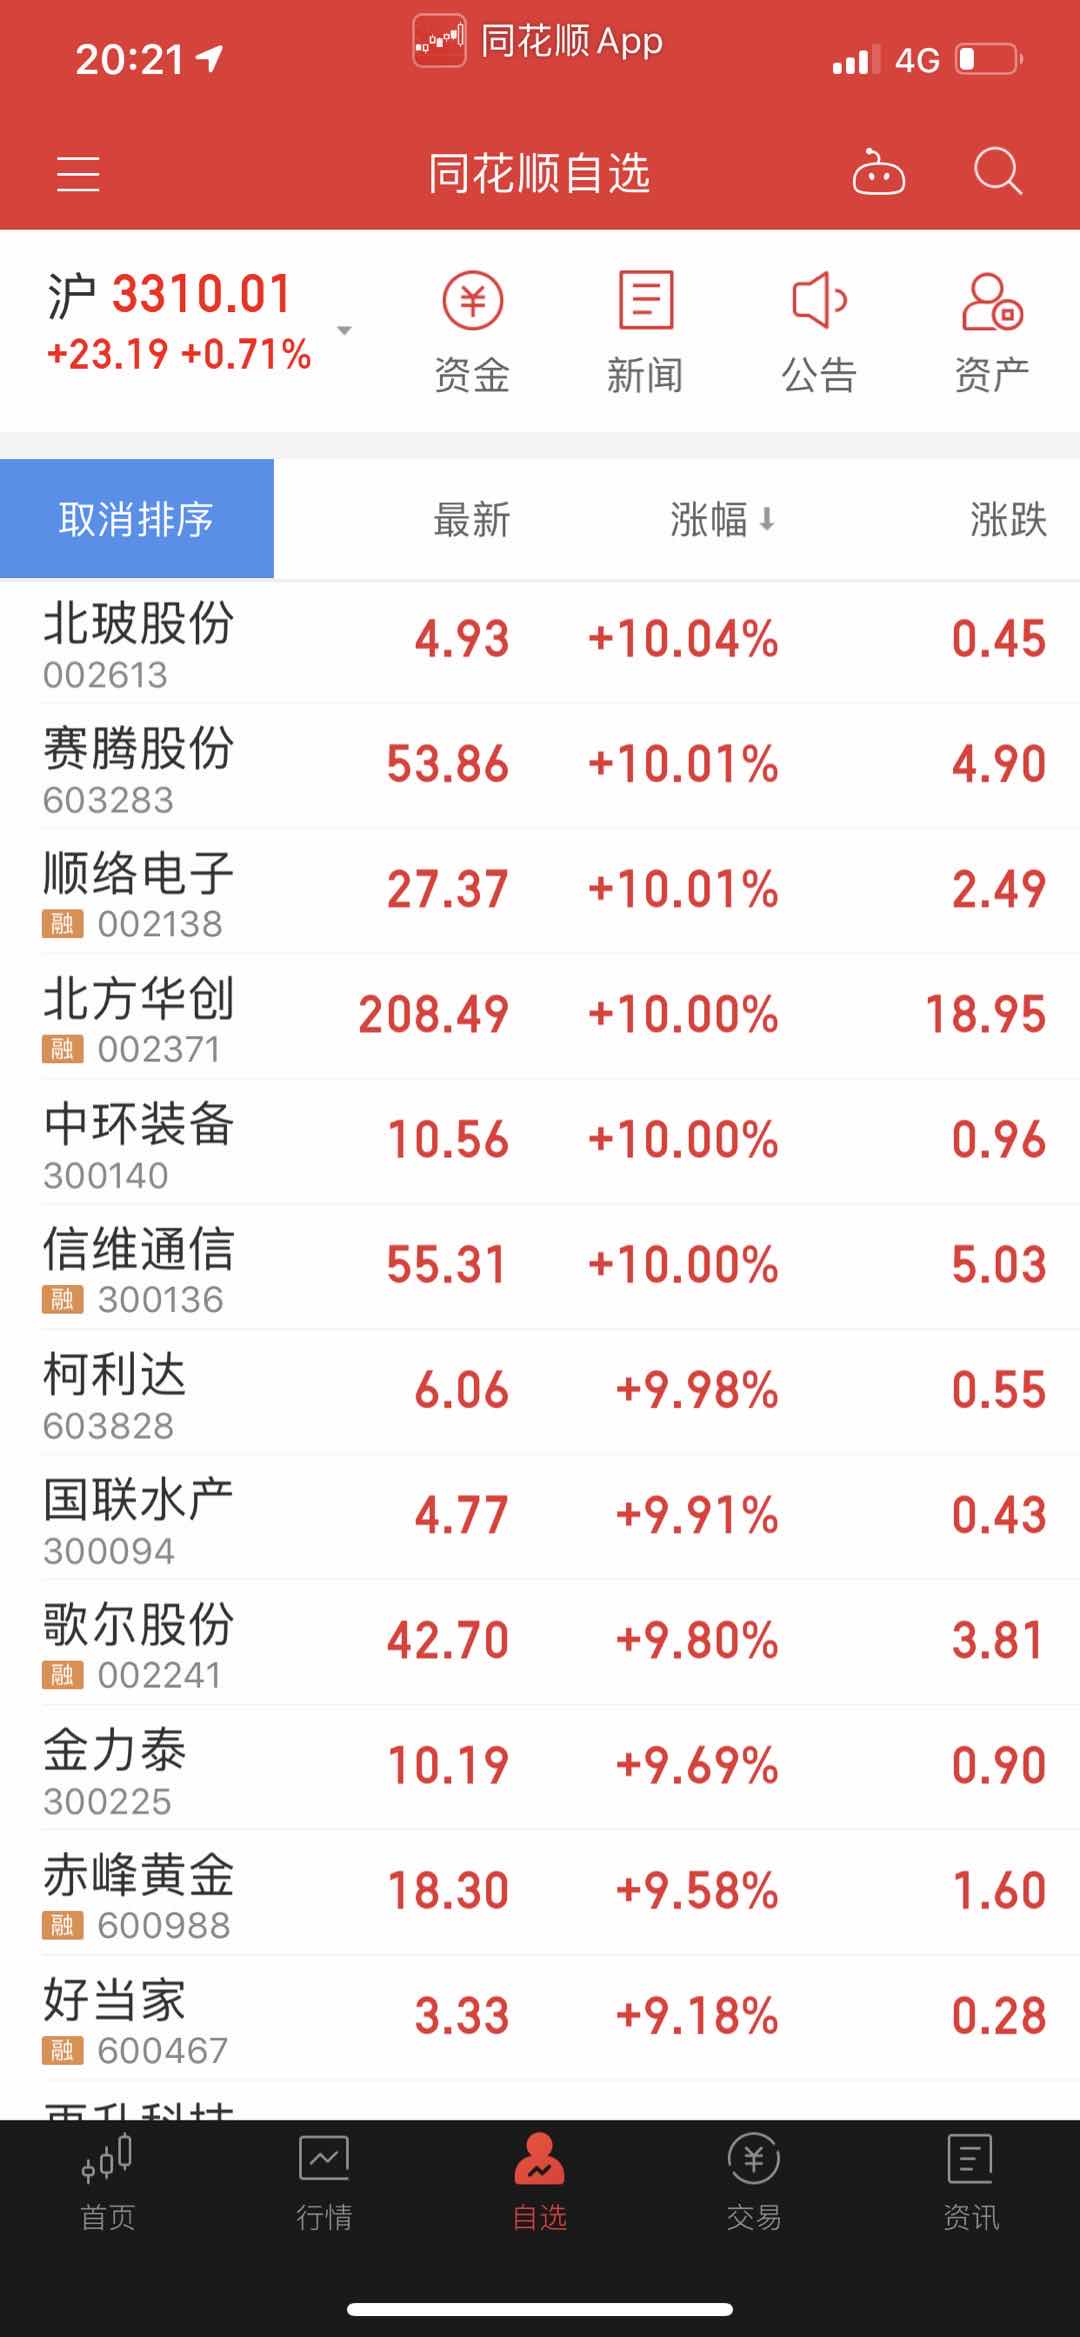 20:21
同花顺App
4G
同花顺自选
沪 3310.01
+23.19 +0.71%
资金 新闻 公告 资产
取消排序 最新 涨幅 涨跌
北玻股份 4.93 +10.04% 0.45
002613
赛腾股份 53.86 +10.01% 4.90
603283
顺络电子 27.37 +10.01% 2.49
融 002138
北方华创 208.49 +10.00% 18.95
融 002371
中环装备 10.56 +10.00% 0.96
300140
信维通信 55.31 +10.00% 5.03
融 300136
柯利达 6.06 +9.98% 0.55
603828
国联水产 4.77 +9.91% 0.43
300094
歌尔股份 42.70 +9.80% 3.81
融 002241
金力泰 10.19 +9.69% 0.90
300225
赤峰黄金 18.30 +9.58% 1.60
融 600988
好当家 3.33 +9.18% 0.28
融 600467
首页 行情 自选 交易 资讯